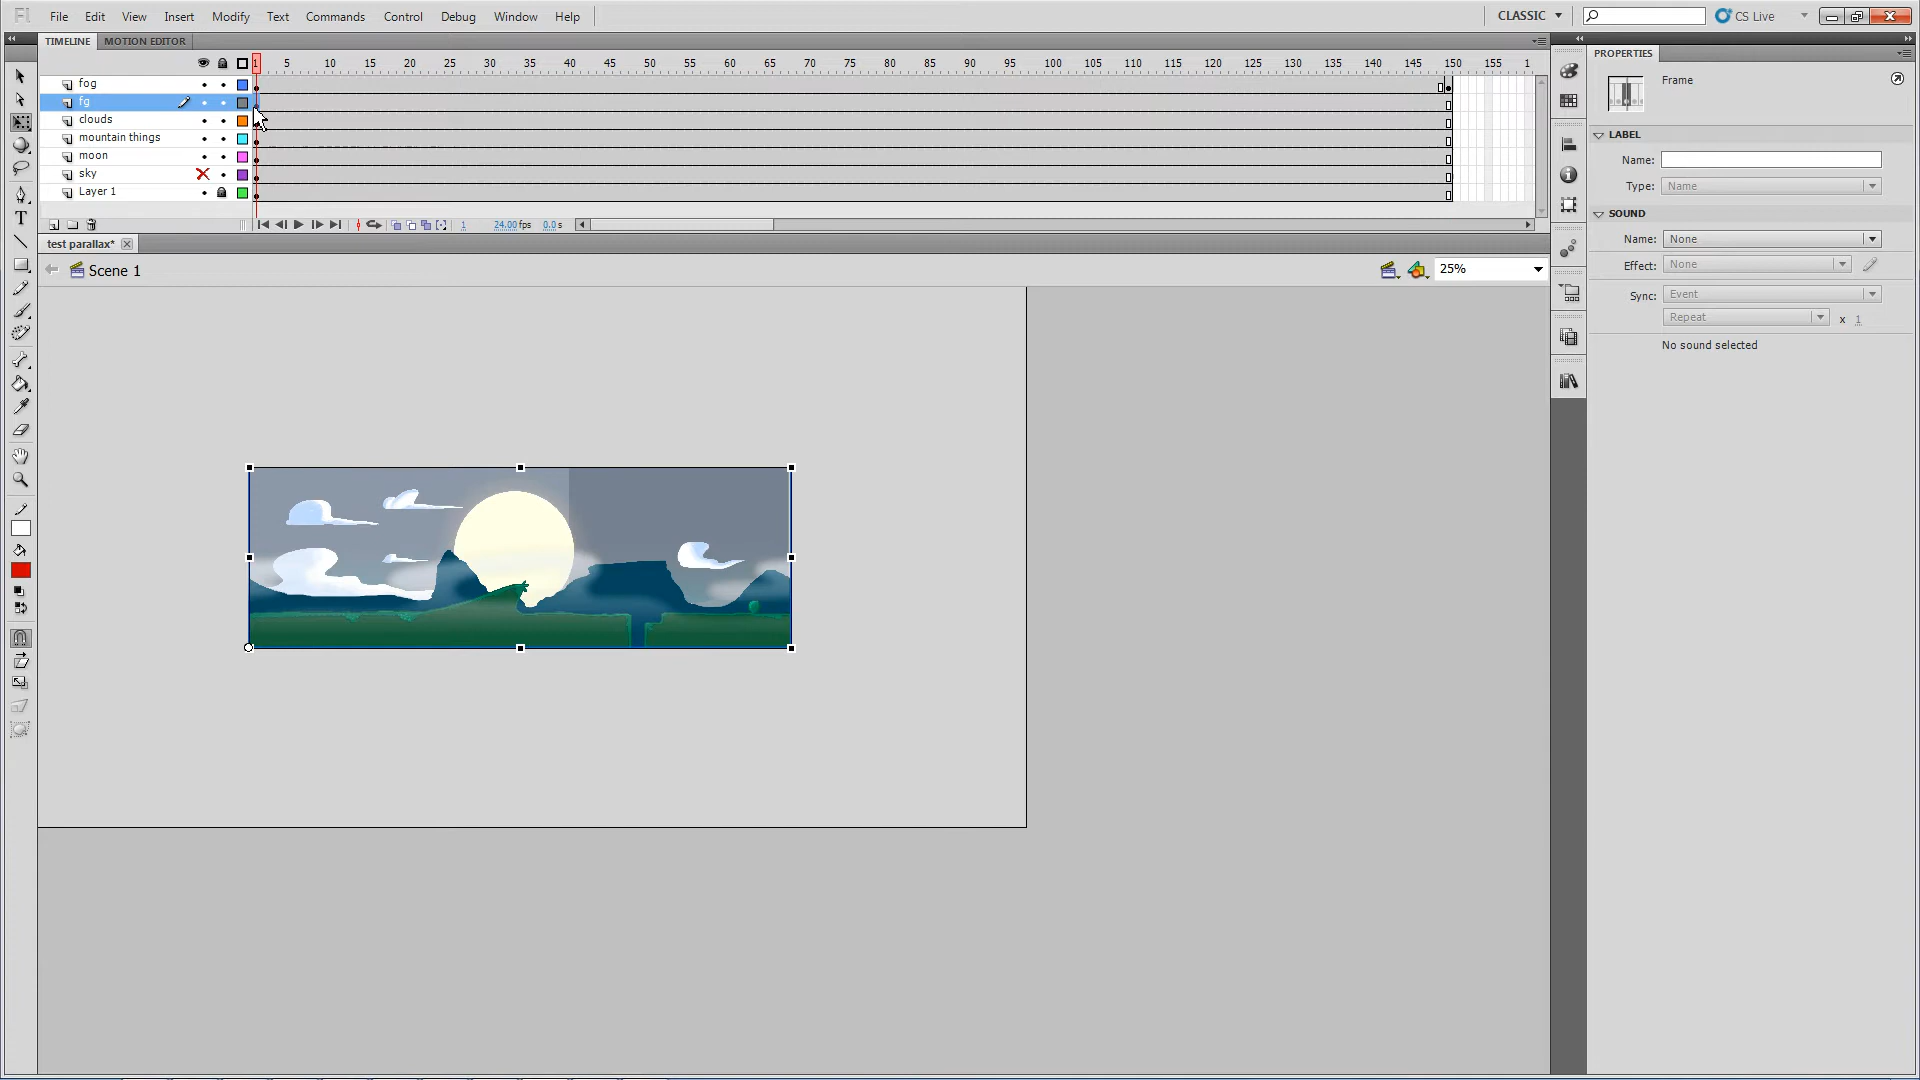 Fl File Edit View Insert Modify Text Commands Control Debug Window Help CLASSIC CS Live
TIMELINE MOTION EDITOR
1 5 10 15 20 25 30 35 40 45 50 55 60 65 70 75 80 85 90 95 100 105 110 115 120 125 130 135 140 145 150 155 1
fog
fg
clouds
mountain things
moon
sky
Layer 1
1 24.00 fps 0.0 s
test parallax*
Scene 1 25%
T
PROPERTIES
Frame
LABEL
Name:
Type: Name
SOUND
Name: None
Effect: None
Sync: Event
Repeat x 1
No sound selected